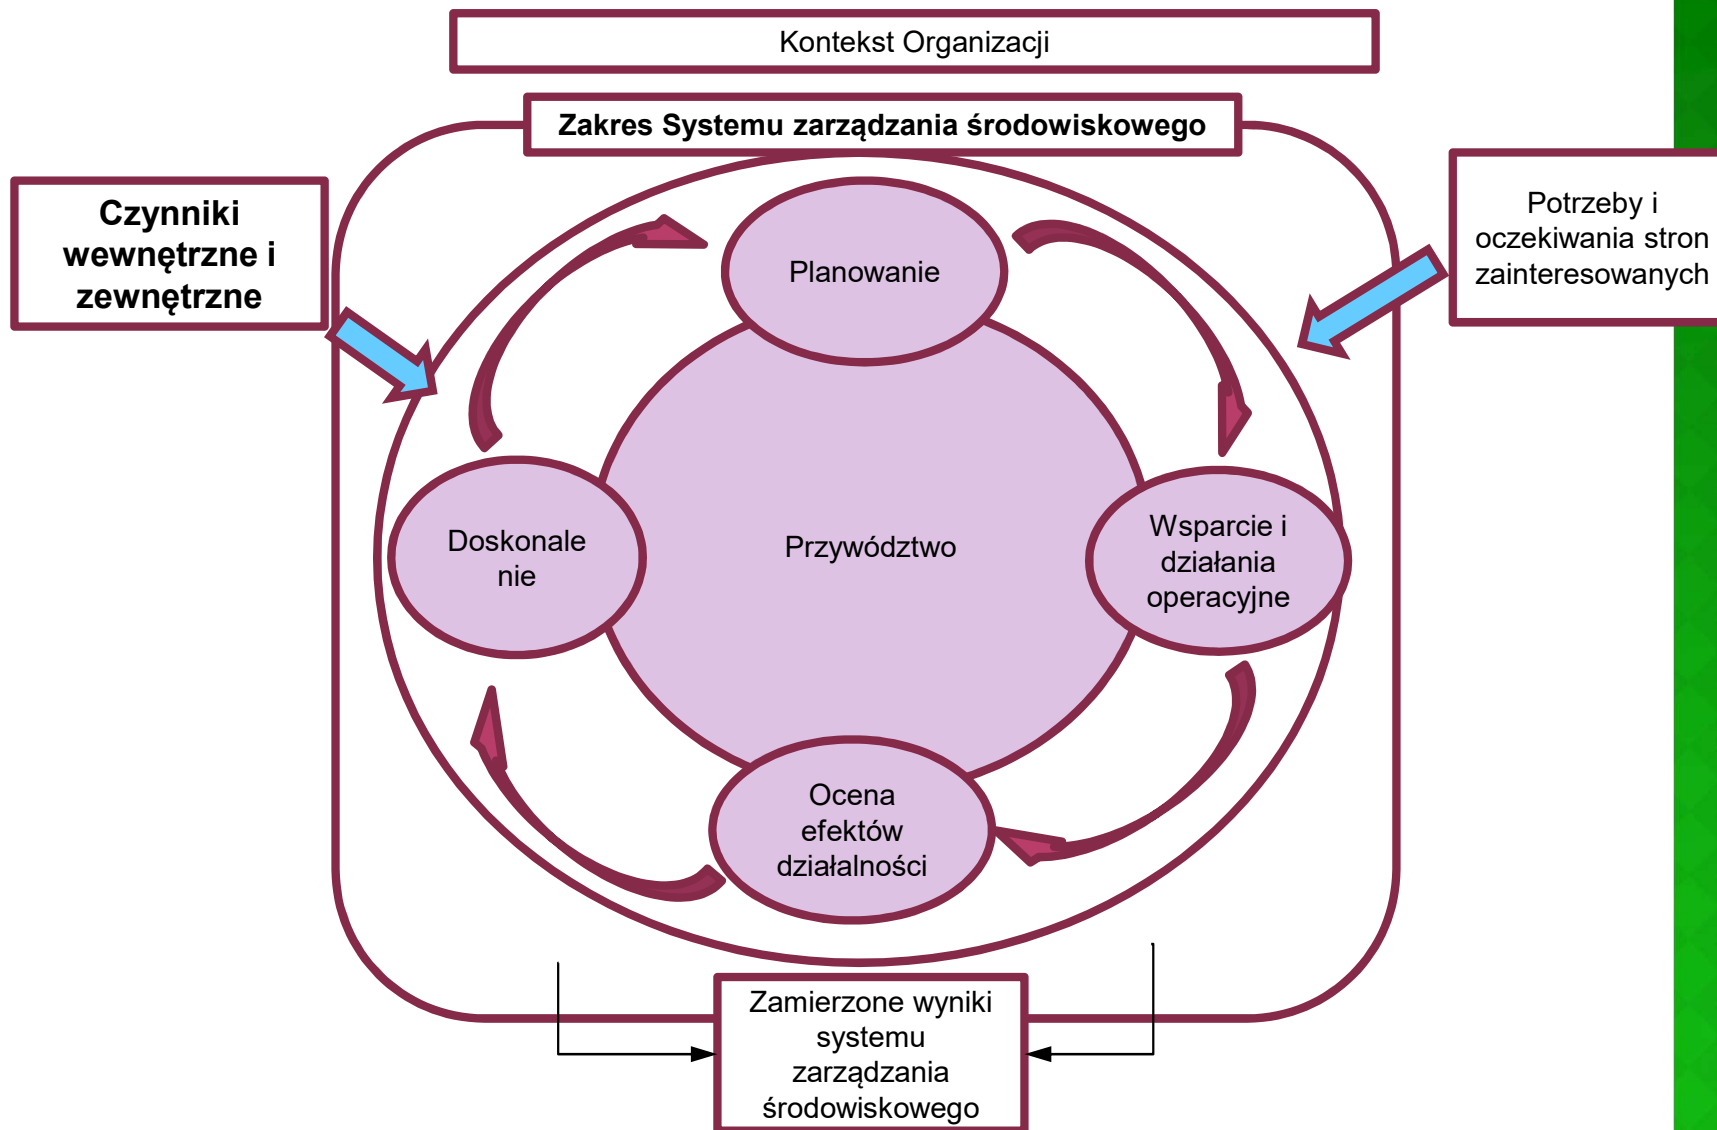 Kontekst Organizacji
Zakres Systemu zarządzania środowiskowego
Czynniki
wewnętrzne i
zewnętrzne
Potrzeby i
oczekiwania stron
zainteresowanych
Planowanie
Doskonale
nie
Przywództwo
Wsparcie i
działania
operacyjne
Ocena
efektów
działalności
Zamierzone wyniki
systemu
zarządzania
środowiskowego